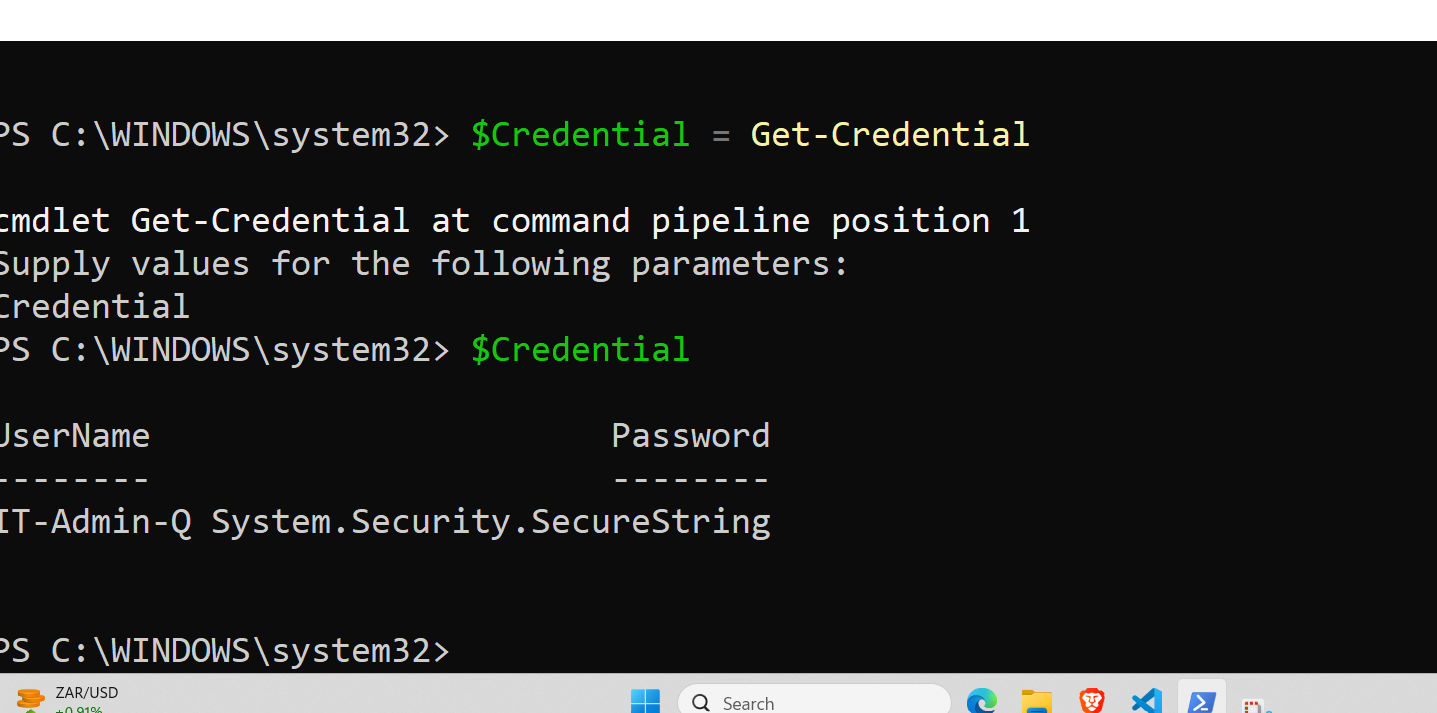 PS C:\WINDOWS\system32> $Credential = Get-Credential
cmdlet Get-Credential at command pipeline position 1
Supply values for the following parameters:
Credential
PS C:\WINDOWS\system32> $Credential
UserName Password
-------- --------
IT-Admin-Q System.Security.SecureString
PS C:\WINDOWS\system32>
ZAR/USD
+0.91%
Search